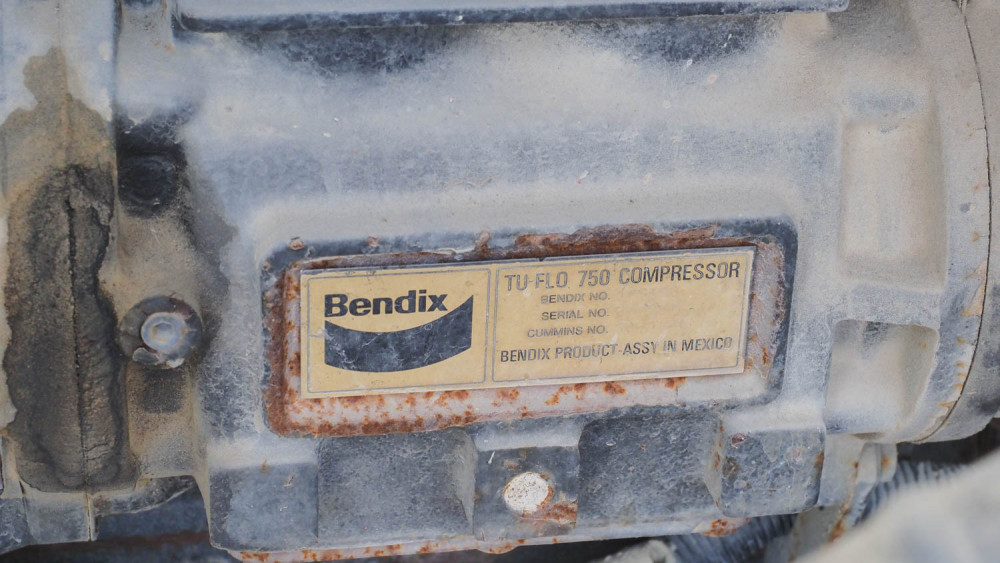 Bendix
TU-FLO 750 COMPRESSOR
BENDIX NO.
SERIAL NO.
CUMMINS NO.
BENDIX PRODUCT-ASSY IN MEXICO